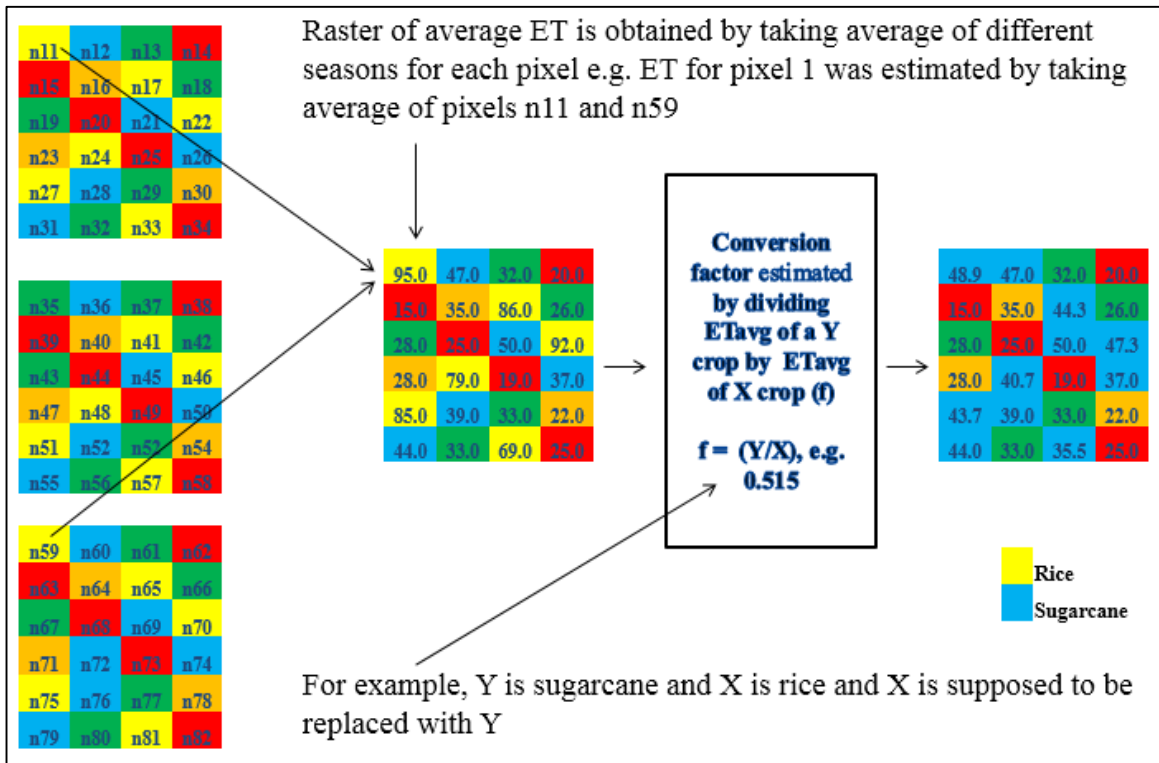 Raster of average ET is obtained by taking average of different
seasons for each pixel e.g. ET for pixel 1 was estimated by taking
average of pixels n11 and n59
n11 n12 n13 n14
n15 n16 n17 n18
n19 n20 n21 n22
n23 n24 n25 n26
n27 n28 n29 n30
n31 n32 n33 n34
n35 n36 n37 n38
n39 n40 n41 n42
n43 n44 n45 n46
n47 n48 n49 n50
n51 n52 n52 n54
n55 n56 n57 n58
n59 n60 n61 n62
n63 n64 n65 n66
n67 n68 n69 n70
n71 n72 n73 n74
n75 n76 n77 n78
n79 n80 n81 n82
95.0 47.0 32.0 20.0
15.0 35.0 86.0 26.0
28.0 25.0 50.0 92.0
28.0 79.0 19.0 37.0
85.0 39.0 33.0 22.0
44.0 33.0 69.0 25.0
Conversion
factor estimated
by dividing
ETavg of a Y
crop by ETavg
of X crop (f)
f = (Y/X), e.g.
0.515
48.9 47.0 32.0 20.0
15.0 35.0 44.3 26.0
28.0 25.0 50.0 47.3
28.0 40.7 19.0 37.0
43.7 39.0 33.0 22.0
44.0 33.0 35.5 25.0
Rice
Sugarcane
For example, Y is sugarcane and X is rice and X is supposed to be
replaced with Y